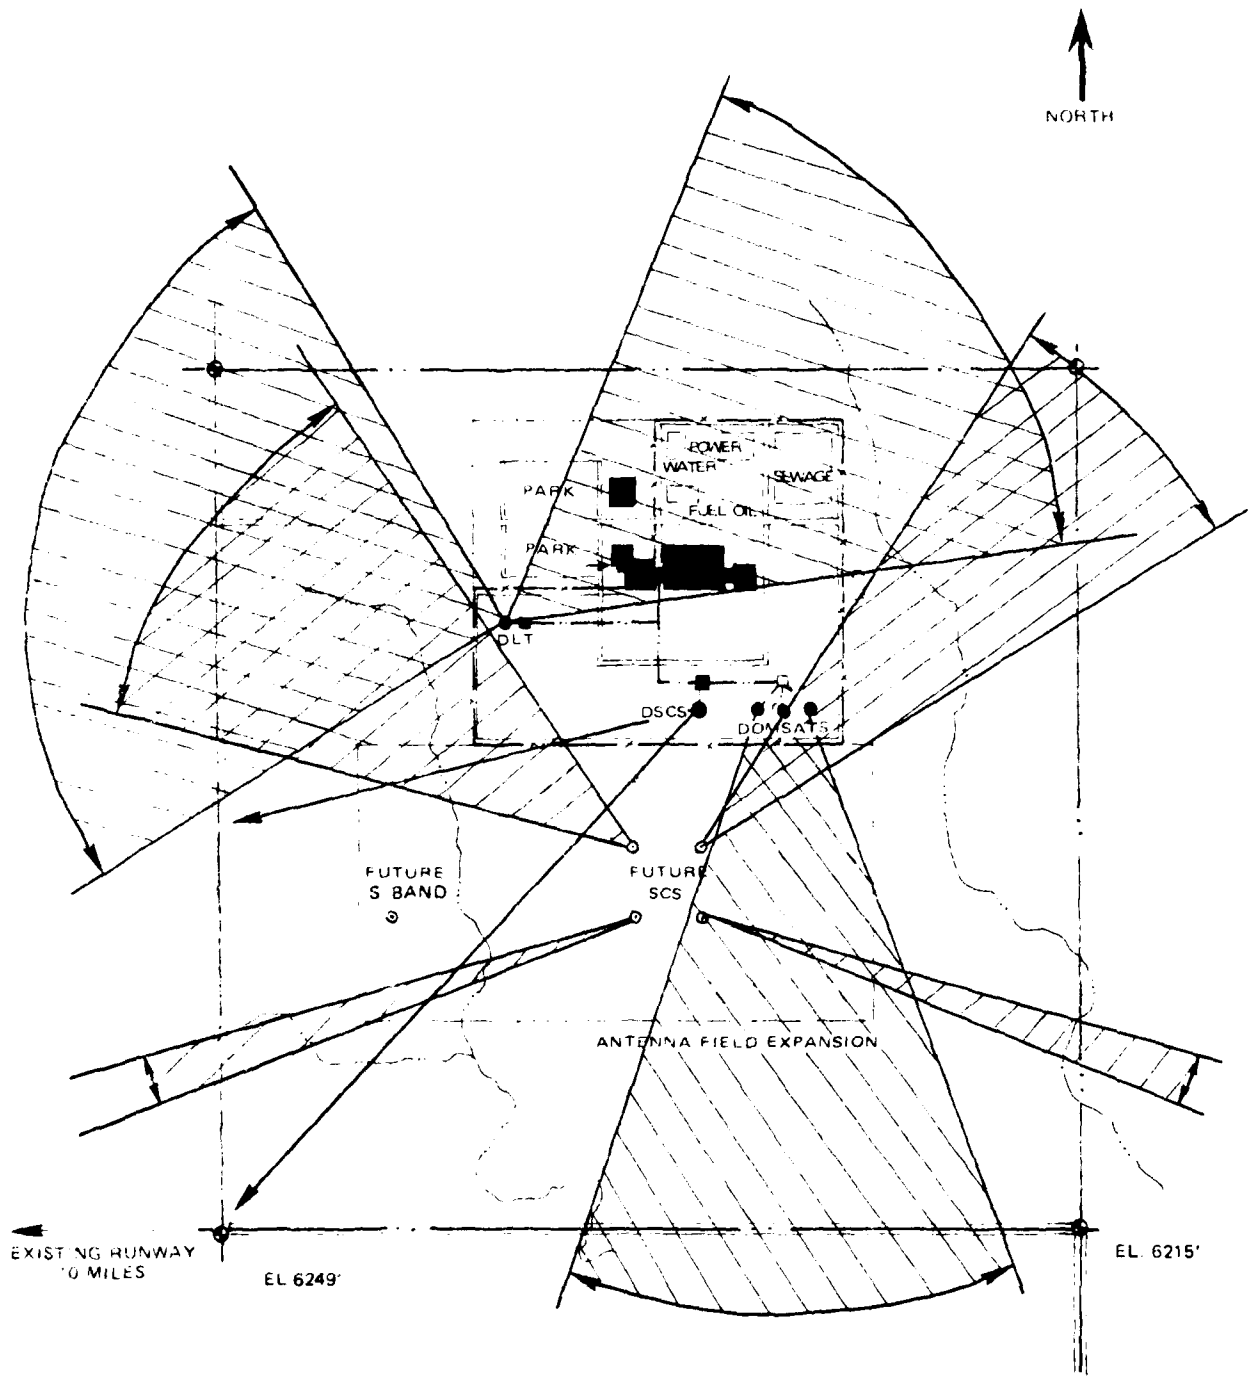 NORTH
POWER
WATER
SEWAGE
PARK
FUEL OIL
PARK
DLT
DSCS
DOMSATS
FUTURE
S BAND
FUTURE
SCS
ANTENNA FIELD EXPANSION
EXISTING RUNWAY
MILES
EL. 6249'
EL. 6215'